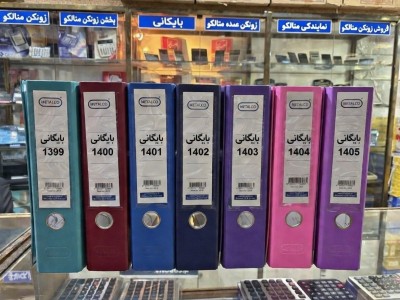 زونکن متالکو
پخش زونکن متالکو
بایگانی
زونکن عمده متالکو
نمایندگی متالکو
فروش زونکن متالکو
METALCO
بایگانی
1399
METALCO
بایگانی
1400
METALCO
بایگانی
1401
METALCO
بایگانی
1402
METALCO
بایگانی
1403
METALCO
بایگانی
1404
METALCO
بایگانی
1405